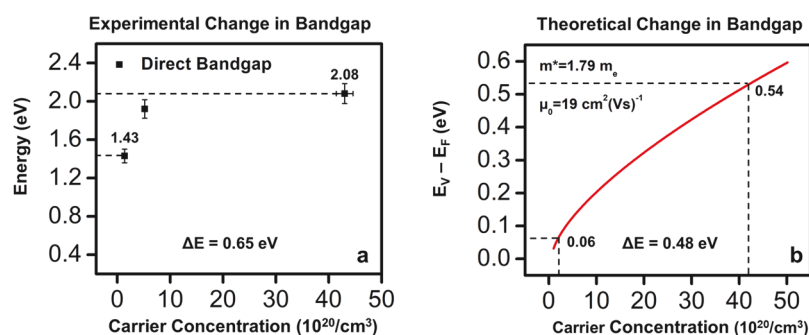 Experimental Change in Bandgap
2.4
2.0
1.6
1.2
0.8
0.4
Energy (eV)
Direct Bandgap
2.08
1.43
ΔE = 0.65 eV
a
0 10 20 30 40 50
Carrier Concentration (10²⁰/cm³)
Theoretical Change in Bandgap
0.6
0.5
0.4
0.3
0.2
0.1
0.0
E_V – E_F (eV)
m*=1.79 mₑ
μ₀=19 cm²(Vs)⁻¹
0.54
0.06
ΔE = 0.48 eV
b
0 10 20 30 40 50
Carrier Concentration (10²⁰/cm³)